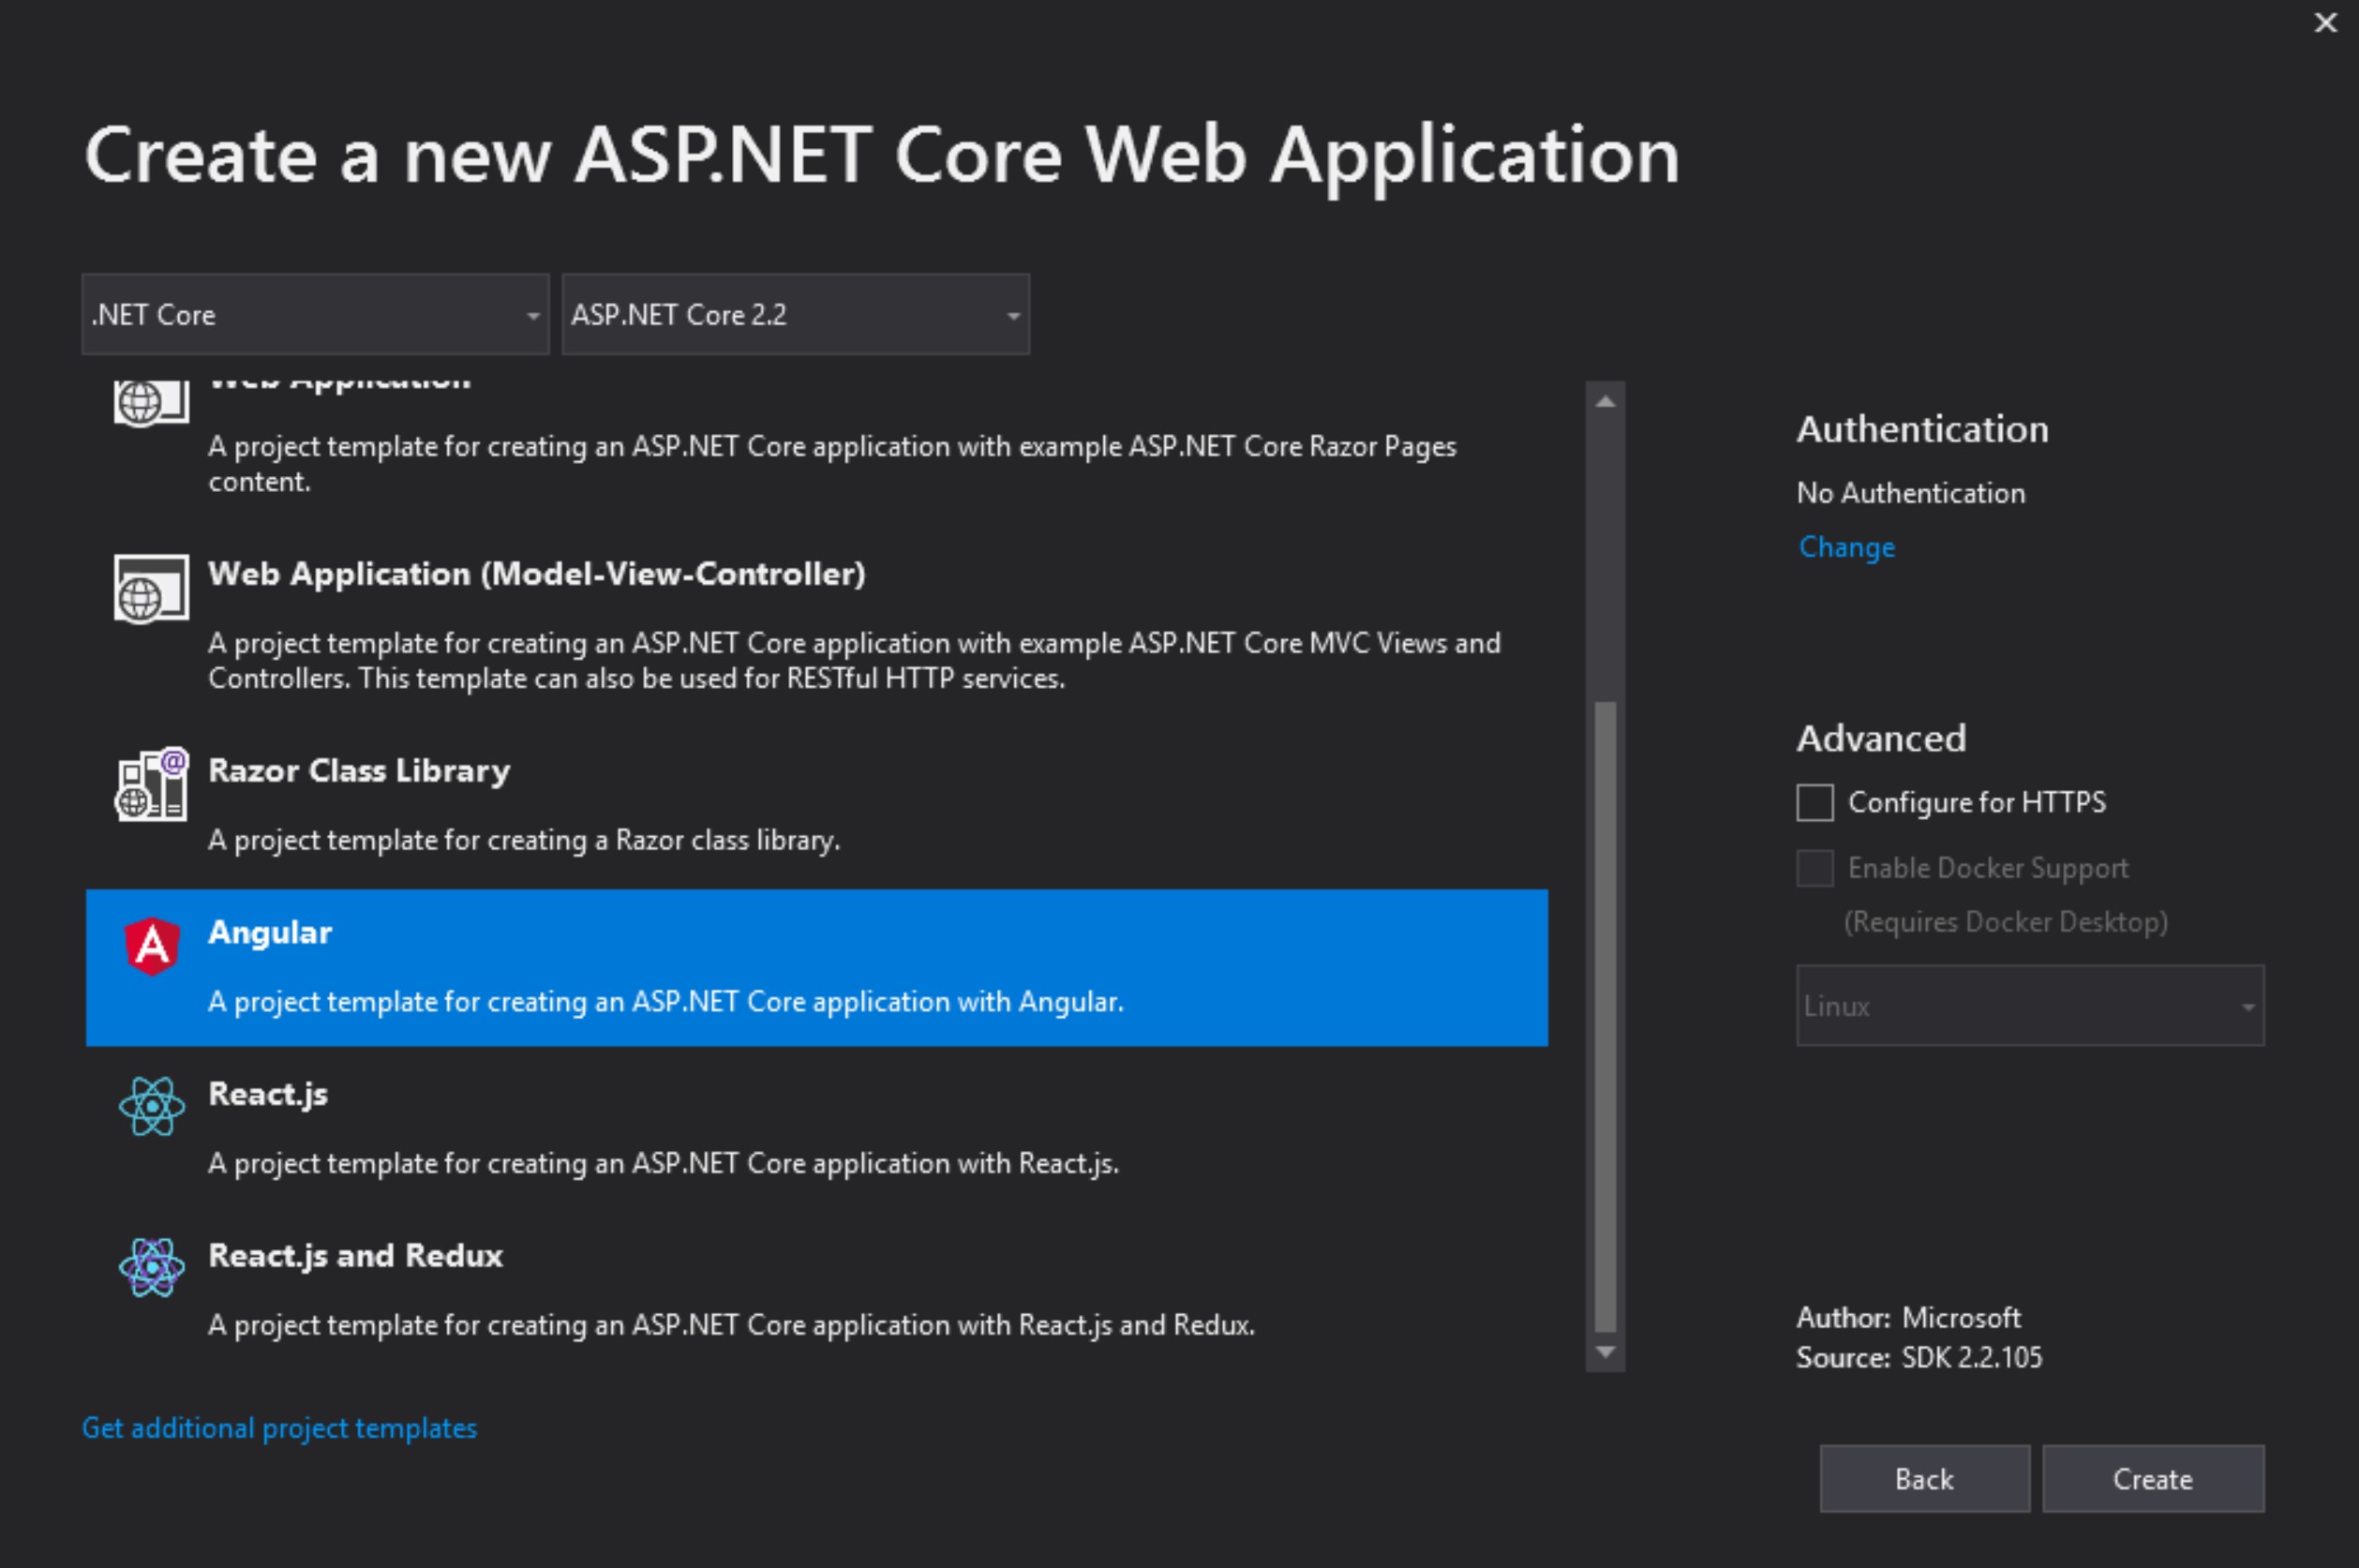 Create a new ASP.NET Core Web Application
.NET Core
ASP.NET Core 2.2
Web Application
A project template for creating an ASP.NET Core application with example ASP.NET Core Razor Pages
content.
Web Application (Model-View-Controller)
A project template for creating an ASP.NET Core application with example ASP.NET Core MVC Views and
Controllers. This template can also be used for RESTful HTTP services.
Razor Class Library
A project template for creating a Razor class library.
Angular
A project template for creating an ASP.NET Core application with Angular.
React.js
A project template for creating an ASP.NET Core application with React.js.
React.js and Redux
A project template for creating an ASP.NET Core application with React.js and Redux.
Get additional project templates
Authentication
No Authentication
Change
Advanced
Configure for HTTPS
Enable Docker Support
(Requires Docker Desktop)
Linux
Author: Microsoft
Source: SDK 2.2.105
Back
Create